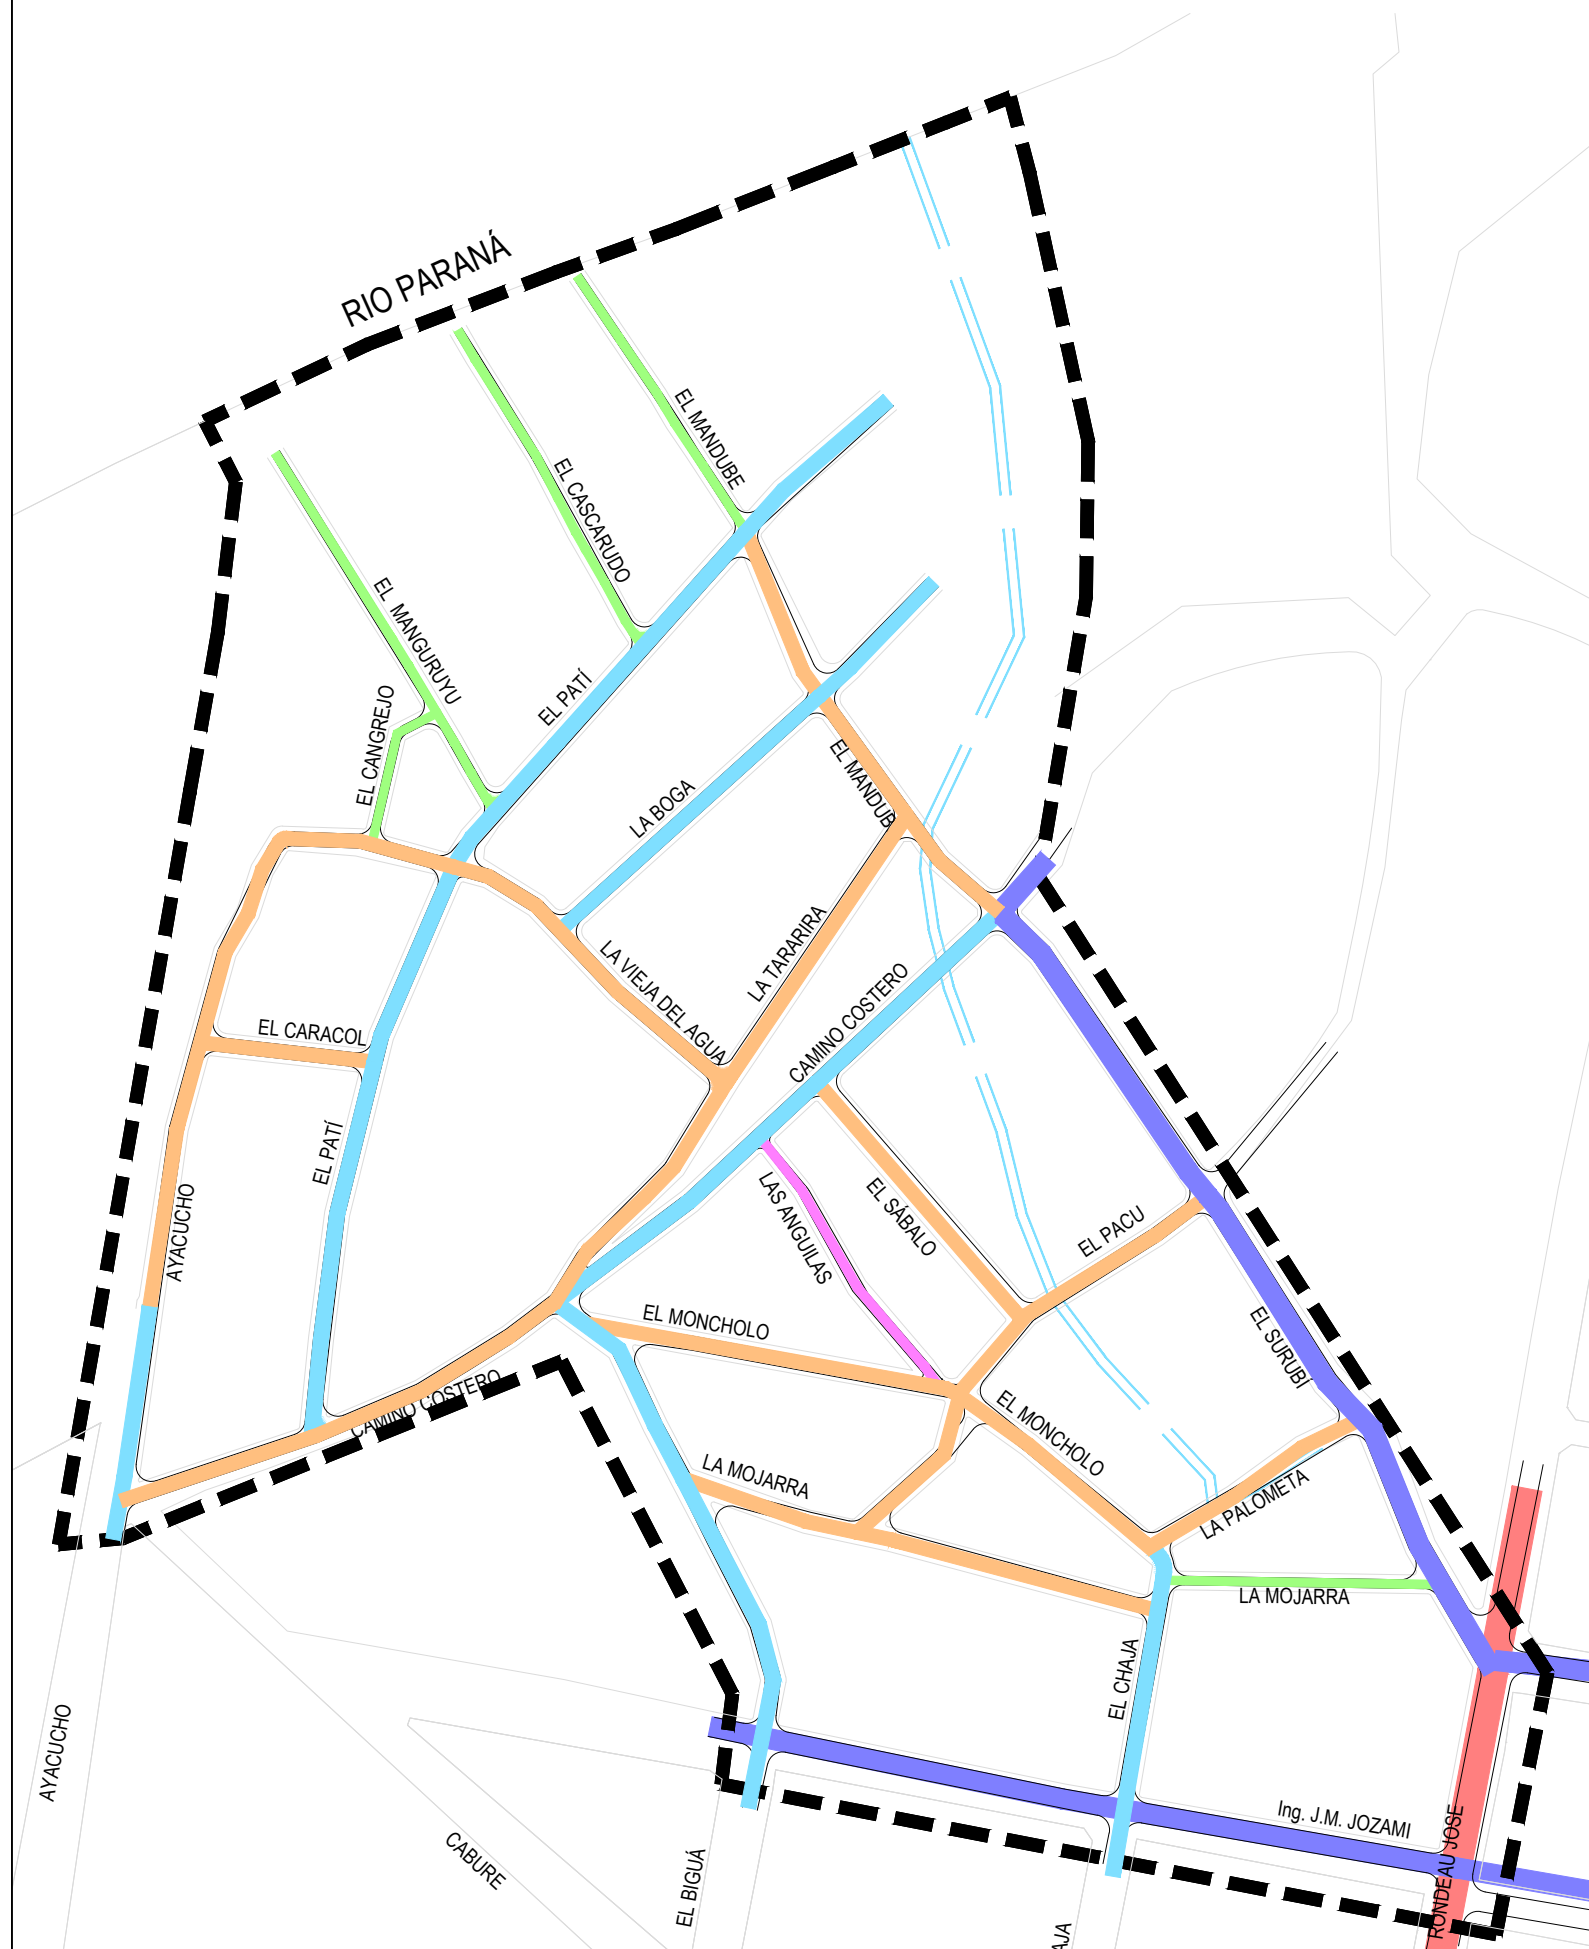 RIO PARANÁ
EL MANDUBE
EL CASCARUDO
EL MANGURUYU
EL PATÍ
EL CANGREJO
EL MANDUB
LA BOGA
LA TARARIRA
LA VIEJA DEL AGUA
CAMINO COSTERO
EL CARACOL
EL PATÍ
AYACUCHO
LAS ANGUILAS
EL SÁBALO
EL PACU
EL MONCHOLO
EL SURUBÍ
CAMINO COSTERO
EL MONCHOLO
LA MOJARRA
LA PALOMETA
LA MOJARRA
EL CHAJA
AYACUCHO
Ing. J.M. JOZAMI
RONDEAU JOSE
CABURE
EL BIGUÁ
AJA